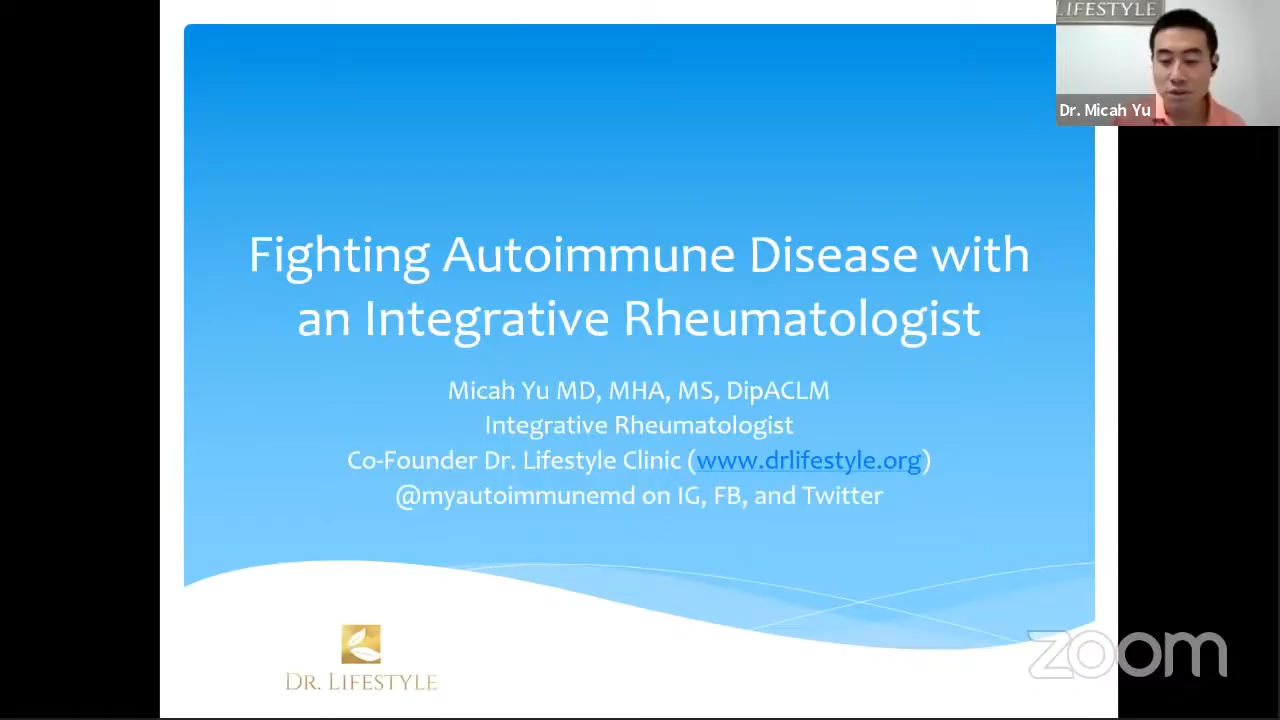 LIFESTYLE
Dr. Micah Yu
Fighting Autoimmune Disease with
an Integrative Rheumatologist
Micah Yu MD, MHA, MS, DipACLM
Integrative Rheumatologist
Co-Founder Dr. Lifestyle Clinic (www.drlifestyle.org)
@myautoimmunemd on IG, FB, and Twitter
DR. LIFESTYLE
zoom